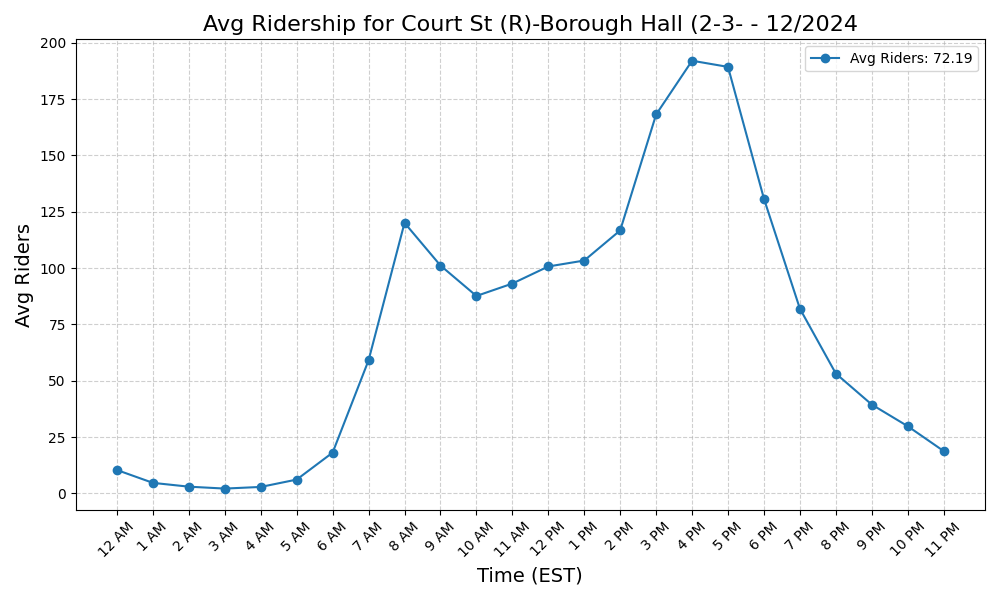 Avg Ridership for Court St (R)-Borough Hall (2-3- - 12/2024
Avg Riders: 72.19
Avg Riders
200
175
150
125
100
75
50
25
0
12 AM
1 AM
2 AM
3 AM
4 AM
5 AM
6 AM
7 AM
8 AM
9 AM
10 AM
11 AM
12 PM
1 PM
2 PM
3 PM
4 PM
5 PM
6 PM
7 PM
8 PM
9 PM
10 PM
11 PM
Time (EST)